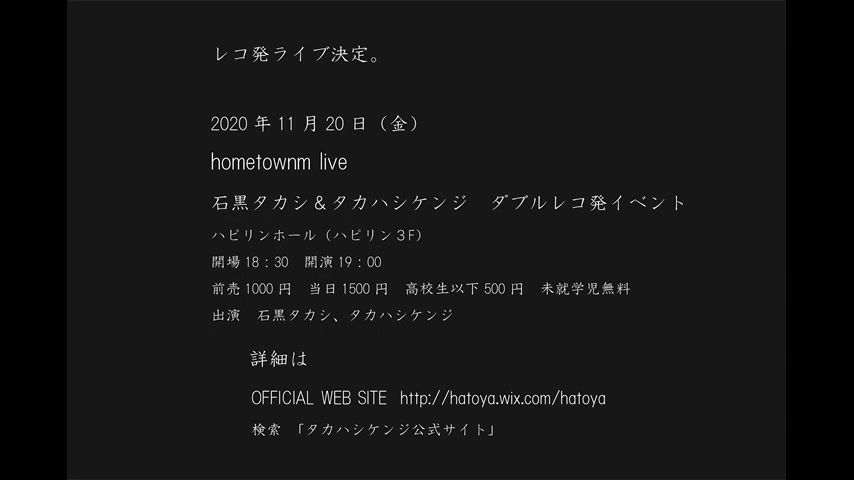 レコ発ライブ決定。
2020年11月20日（金）
hometownm live
石黒タカシ＆タカハシケンジ　ダブルレコ発イベント
ハピリンホール（ハピリン３F）
開場18：30　開演19：00
前売1000円　当日1500円　高校生以下500円　未就学児無料
出演　石黒タカシ、タカハシケンジ
詳細は
OFFICIAL WEB SITE http://hatoya.wix.com/hatoya
検索　「タカハシケンジ公式サイト」